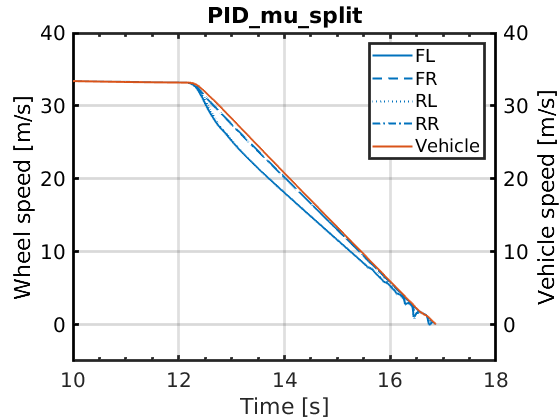 PID_mu_split
40
30
20
10
0
Wheel speed [m/s]
40
30
20
10
0
Vehicle speed [m/s]
FL
FR
RL
RR
Vehicle
10 12 14 16 18
Time [s]